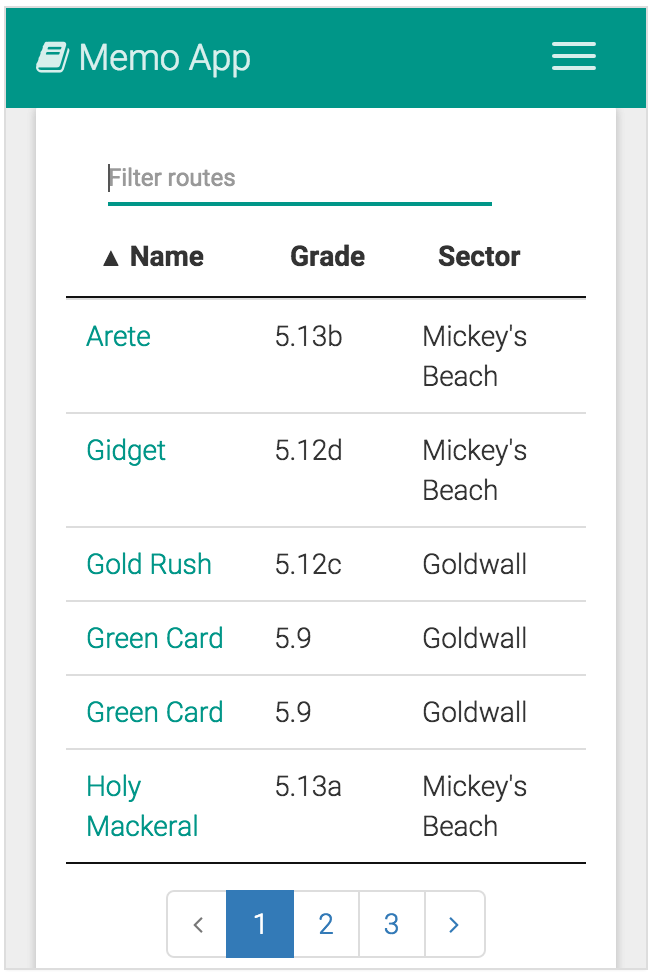 Memo App
Filter routes
▲ Name Grade Sector
Arete 5.13b Mickey's
Beach
Gidget 5.12d Mickey's
Beach
Gold Rush 5.12c Goldwall
Green Card 5.9 Goldwall
Green Card 5.9 Goldwall
Holy 5.13a Mickey's
Mackeral Beach
‹ 1 2 3 ›